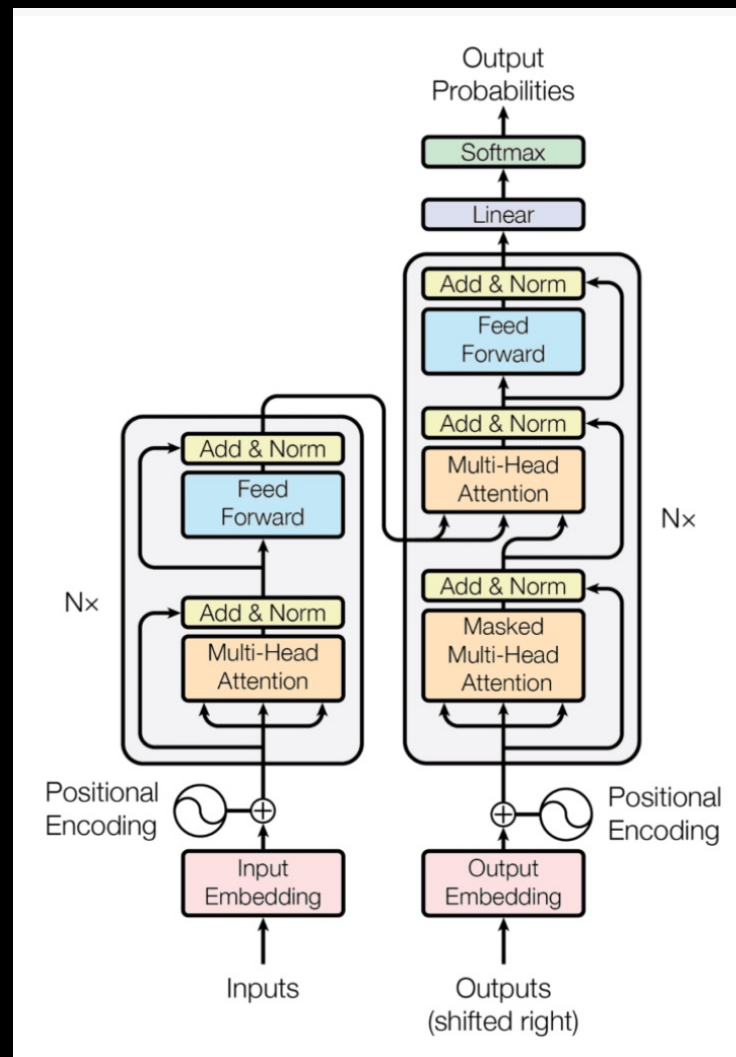 Output
Probabilities
Softmax
Linear
Add & Norm
Feed
Forward
Add & Norm
Multi-Head
Attention
Add & Norm
Masked
Multi-Head
Attention
Nx
Add & Norm
Feed
Forward
Add & Norm
Multi-Head
Attention
Nx
Positional
Encoding
Positional
Encoding
Input
Embedding
Output
Embedding
Inputs
Outputs
(shifted right)